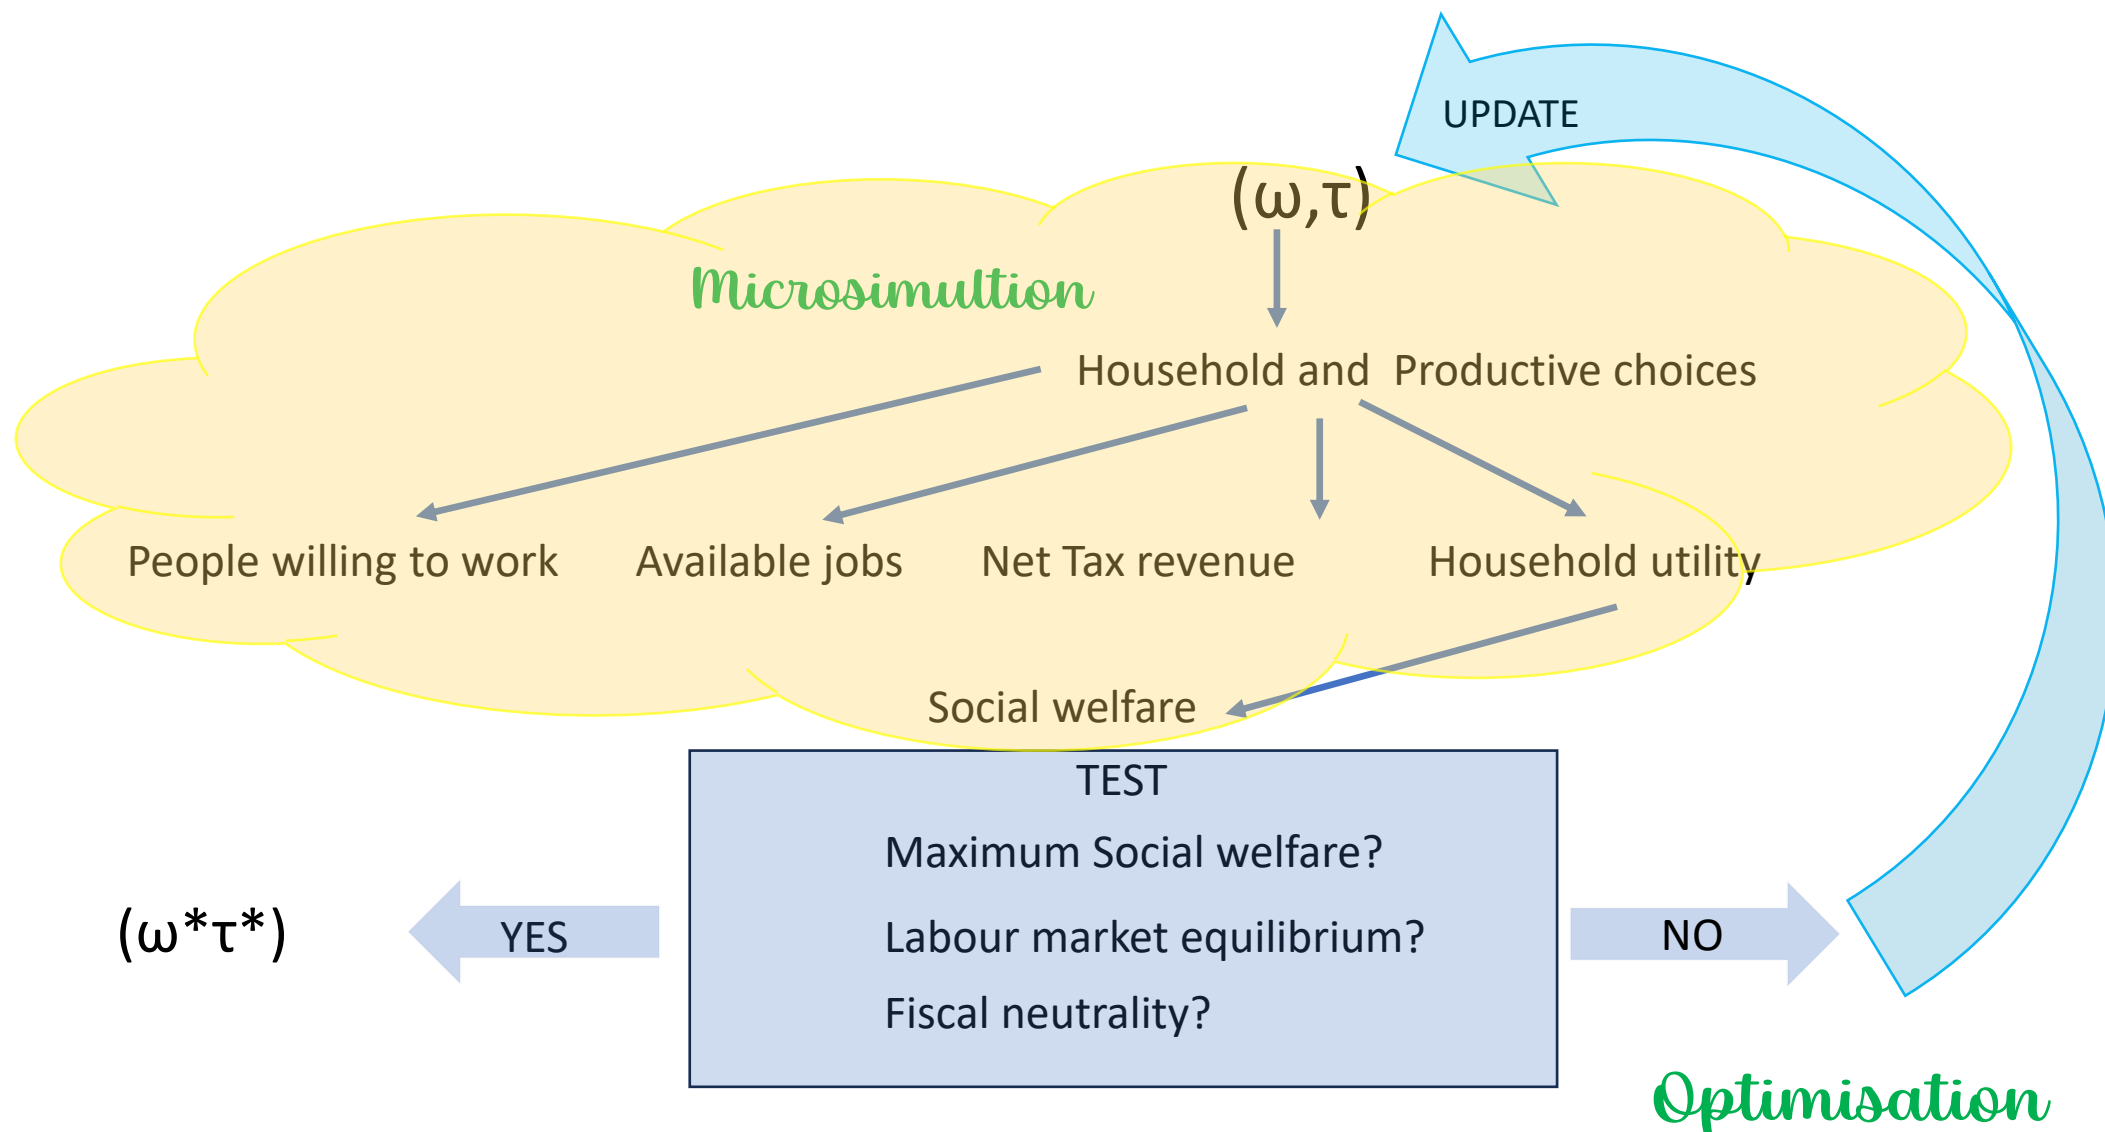 UPDATE
(ω,τ)
Microsimultion
Household and Productive choices
People willing to work
Available jobs
Net Tax revenue
Household utility
Social welfare
TEST
Maximum Social welfare?
Labour market equilibrium?
Fiscal neutrality?
(ω*τ*)
YES
NO
Optimisation